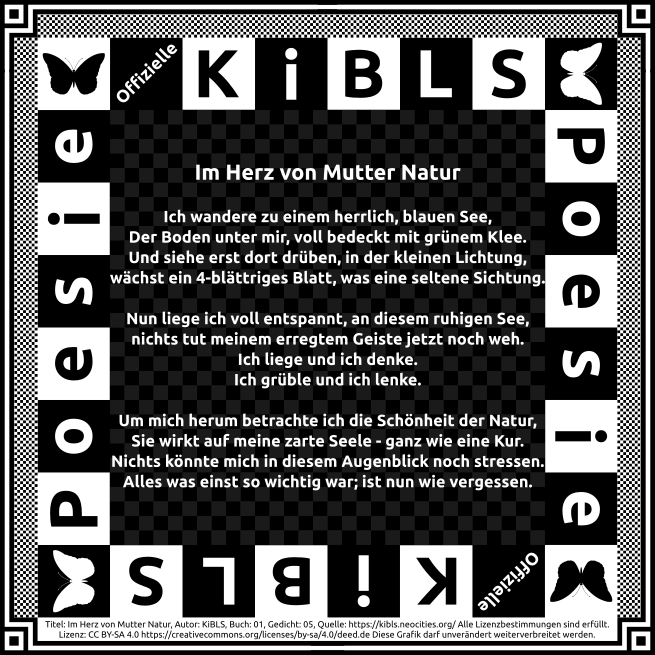 Offizielle KiBLS
Poesie
Im Herz von Mutter Natur
Ich wandere zu einem herrlich, blauen See,
Der Boden unter mir, voll bedeckt mit grünem Klee.
Und siehe erst dort drüben, in der kleinen Lichtung,
wächst ein 4-blättriges Blatt, was eine seltene Sichtung.
Nun liege ich voll entspannt, an diesem ruhigen See,
nichts tut meinem erregtem Geiste jetzt noch weh.
Ich liege und ich denke.
Ich grüble und ich lenke.
Um mich herum betrachte ich die Schönheit der Natur,
Sie wirkt auf meine zarte Seele - ganz wie eine Kur.
Nichts könnte mich in diesem Augenblick noch stressen.
Alles was einst so wichtig war; ist nun wie vergessen.
Offizielle KiBLS
Poesie
Titel: Im Herz von Mutter Natur, Autor: KiBLS, Buch: 01, Gedicht: 05, Quelle: https://kibls.neocities.org/ Alle Lizenzbestimmungen sind erfüllt.
Lizenz: CC BY-SA 4.0 https://creativecommons.org/licenses/by-sa/4.0/deed.de Diese Grafik darf unverändert weiterverbreitet werden.